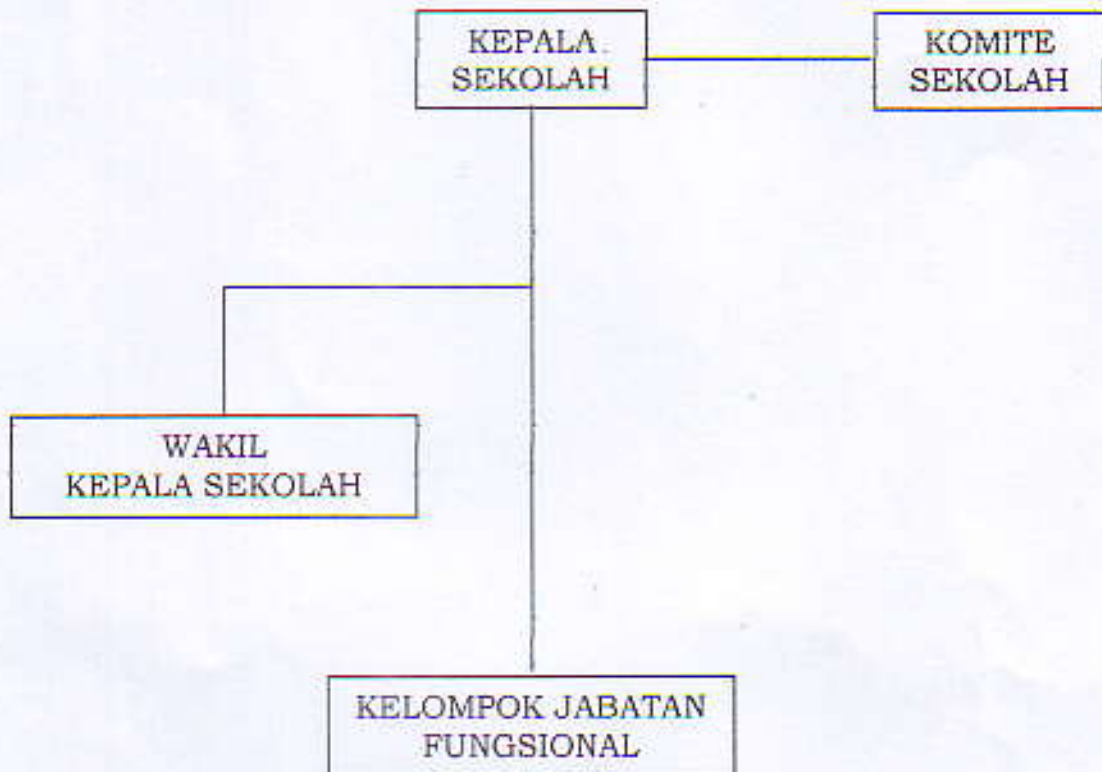 KEPALA
SEKOLAH
KOMITE
SEKOLAH
WAKIL
KEPALA SEKOLAH
KELOMPOK JABATAN
FUNGSIONAL